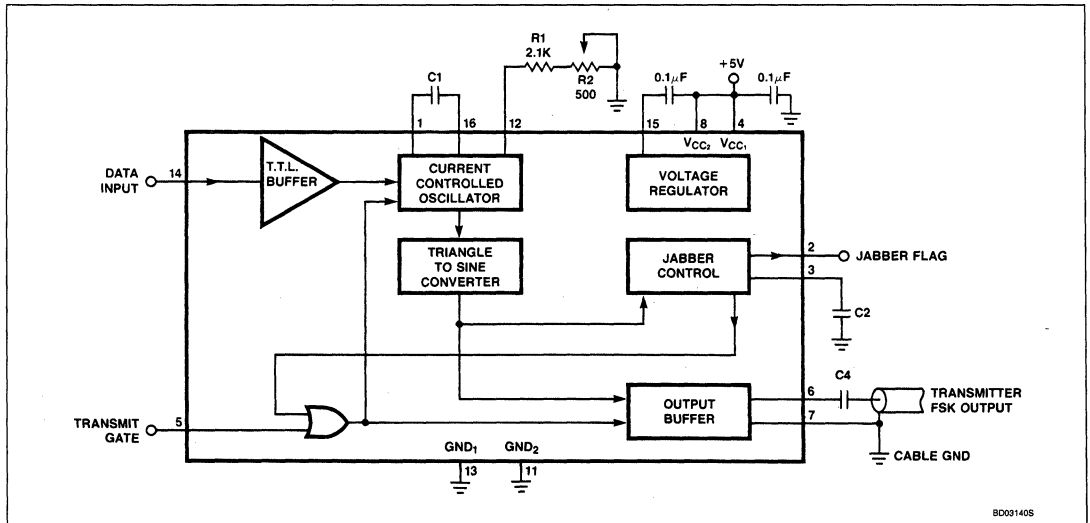 R1
2.1K
R2
500
C1
0.1μF
+5V
0.1μF
1
16
12
15
8
4
VCC2
VCC1
DATA
INPUT
14
T.T.L.
BUFFER
CURRENT
CONTROLLED
OSCILLATOR
VOLTAGE
REGULATOR
TRIANGLE
TO SINE
CONVERTER
JABBER
CONTROL
2
JABBER FLAG
3
C2
TRANSMIT
GATE
5
OUTPUT
BUFFER
6
C4
7
TRANSMITTER
FSK OUTPUT
CABLE GND
GND1
13
GND2
11
BD03140S